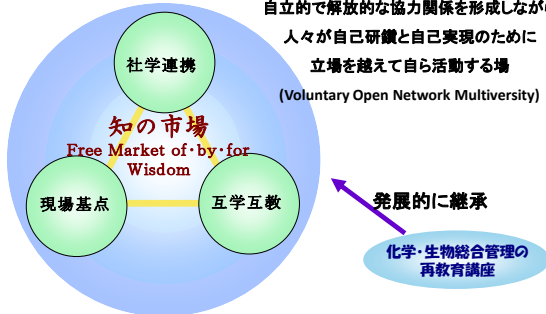 自立的で解放的な協力関係を形成しなが
人々が自己研鑽と自己実現のために
立場を越えて自ら活動する場
(Voluntary Open Network Multiversity)
社学連携
知の市場
Free Market of・by・for
Wisdom
現場基点
互学互教
発展的に継承
化学・生物総合管理の
再教育講座